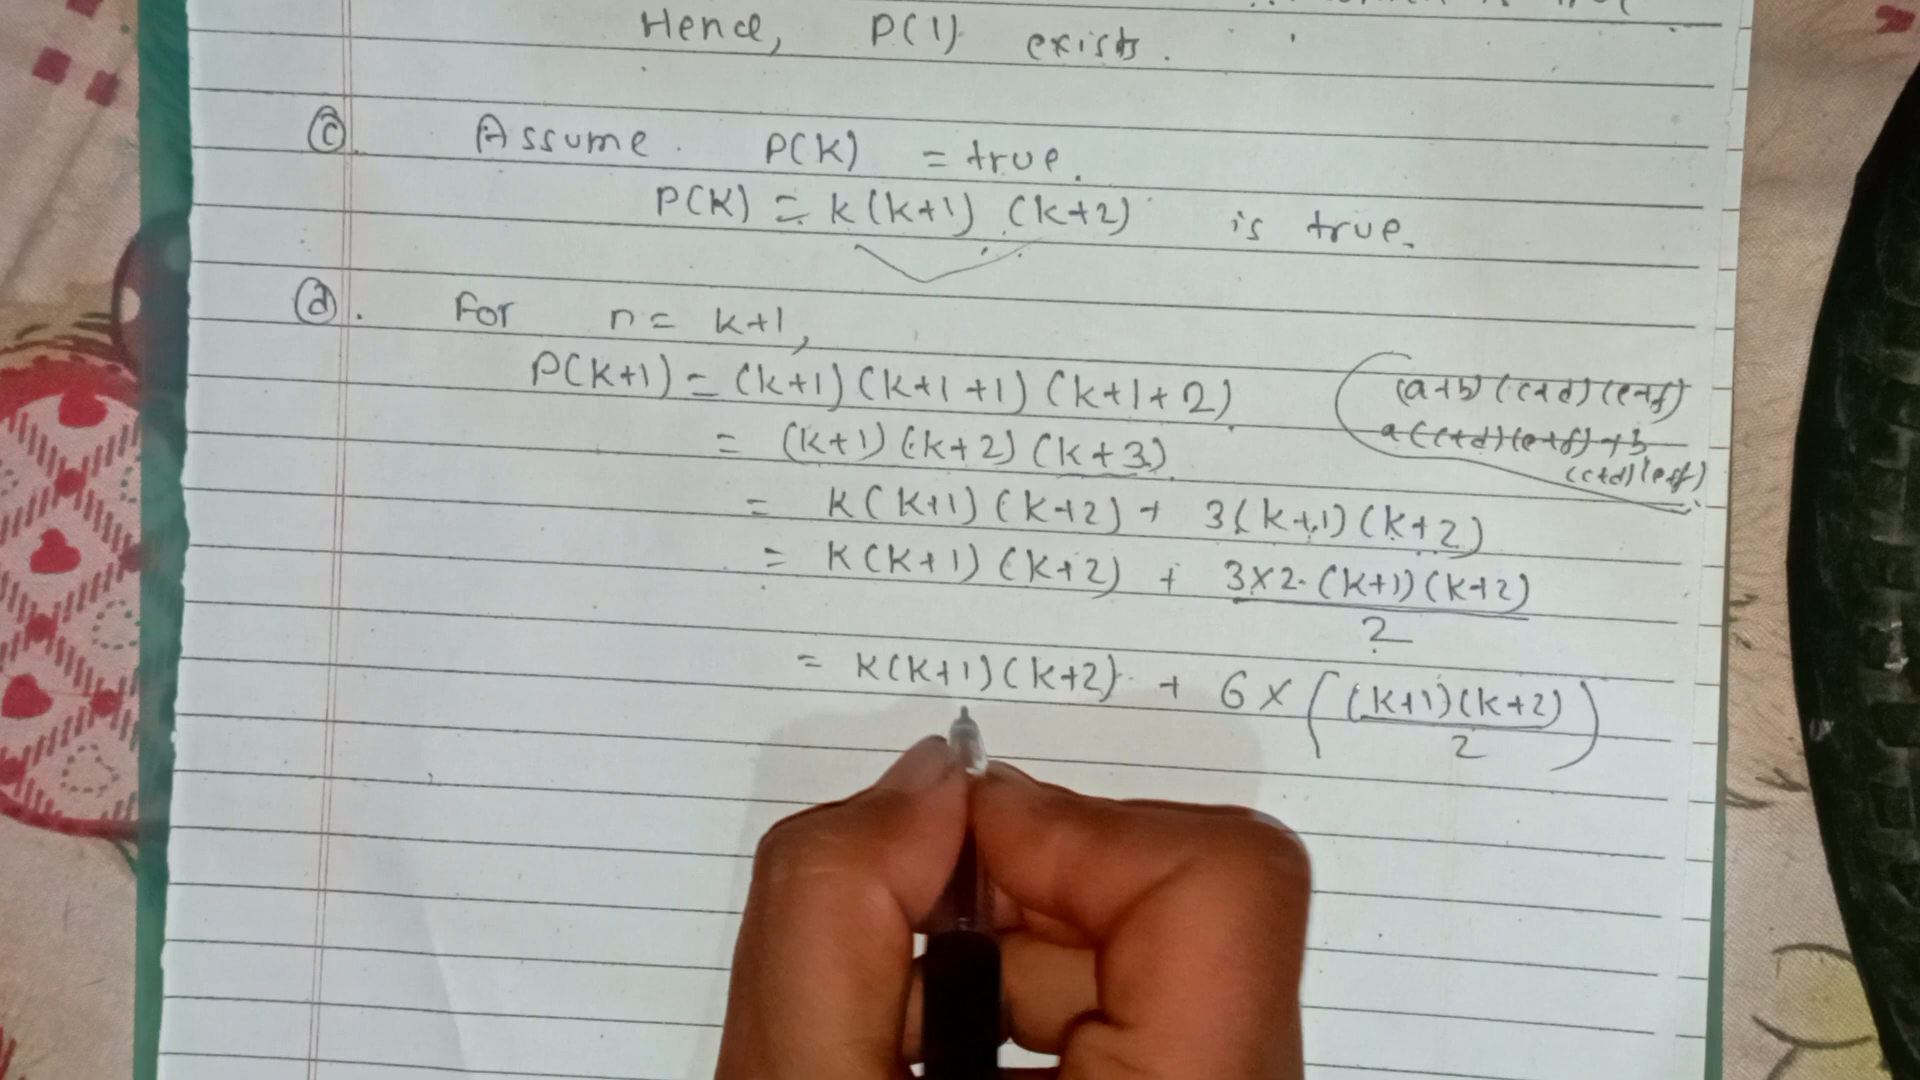 Hence, P(1) exists.
(c). Assume P(K) = true.
P(K) = k(k+1) (k+2) is true.
(d). For n = k+1,
P(k+1) = (k+1)(k+1+1)(k+1+2)
= (k+1)(k+2)(k+3)
(a+b)(c+d)(e+f)
a(c+d)(e+f)+b
(c+d)(e+f)
= k(k+1)(k+2) + 3(k+1)(k+2)
= k(k+1)(k+2) + 3×2.(k+1)(k+2)
2
= k(k+1)(k+2) + 6×((k+1)(k+2)
2)